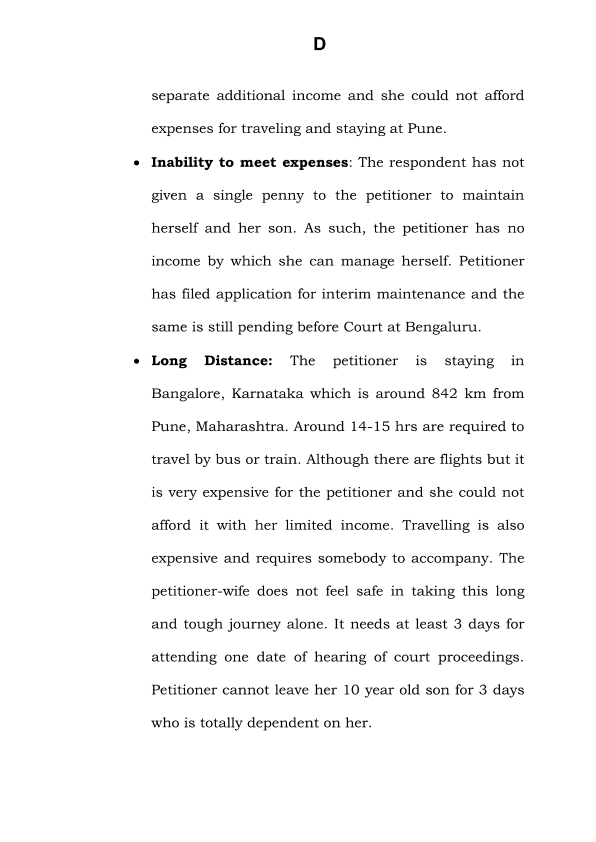 D
separate additional income and she could not afford
expenses for traveling and staying at Pune.
• Inability to meet expenses: The respondent has not
given a single penny to the petitioner to maintain
herself and her son. As such, the petitioner has no
income by which she can manage herself. Petitioner
has filed application for interim maintenance and the
same is still pending before Court at Bengaluru.
• Long Distance: The petitioner is staying in
Bangalore, Karnataka which is around 842 km from
Pune, Maharashtra. Around 14-15 hrs are required to
travel by bus or train. Although there are flights but it
is very expensive for the petitioner and she could not
afford it with her limited income. Travelling is also
expensive and requires somebody to accompany. The
petitioner-wife does not feel safe in taking this long
and tough journey alone. It needs at least 3 days for
attending one date of hearing of court proceedings.
Petitioner cannot leave her 10 year old son for 3 days
who is totally dependent on her.